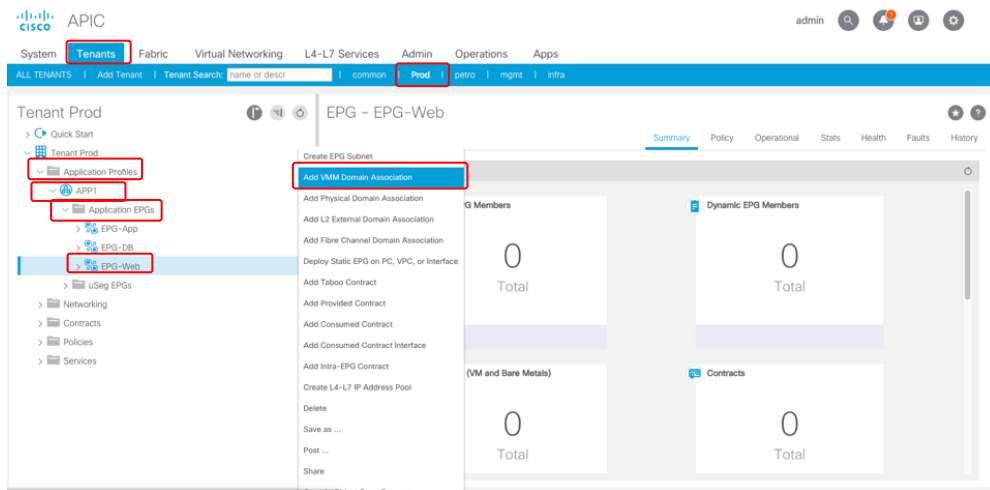 CISCO
APIC
admin
System Tenants Fabric Virtual Networking L4-L7 Services Admin Operations Apps
ALL TENANTS | Add Tenant | Tenant Search: name or descr | common | Prod | petro | mgmt | infra
Tenant Prod
Quick Start
Tenant Prod
Application Profiles
APP1
Application EPGs
EPG-App
EPG-DB
EPG-Web
uSeg EPGs
Networking
Contracts
Policies
Services
EPG - EPG-Web
Summary Policy Operational Stats Health Faults History
Create EPG Subnet
Add VMM Domain Association
Add Physical Domain Association
Add L2 External Domain Association
Add Fibre Channel Domain Association
Deploy Static EPG on PC, VPC, or Interface
Add Taboo Contract
Add Provided Contract
Add Consumed Contract
Add Consumed Contract Interface
Add Intra-EPG Contract
Create L4-L7 IP Address Pool
Delete
Save as ...
Post ...
Share
Members
0
Total
Dynamic EPG Members
0
Total
(VM and Bare Metals)
0
Total
Contracts
0
Total